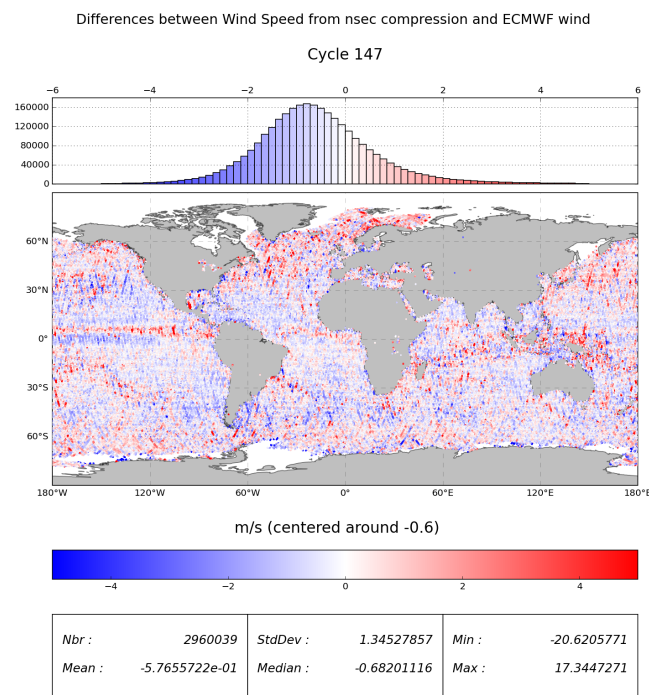 Differences between Wind Speed from nsec compression and ECMWF wind
Cycle 147
−6 −4 −2 0 2 4 6
160000
120000
80000
40000
0
60°N
30°N
0°
30°S
60°S
180°W 120°W 60°W 0° 60°E 120°E 180°E
m/s (centered around -0.6)
−4 −2 0 2 4
Nbr : 2960039 StdDev : 1.34527857 Min : -20.6205771
Mean : -5.7655722e-01 Median : -0.68201116 Max : 17.3447271